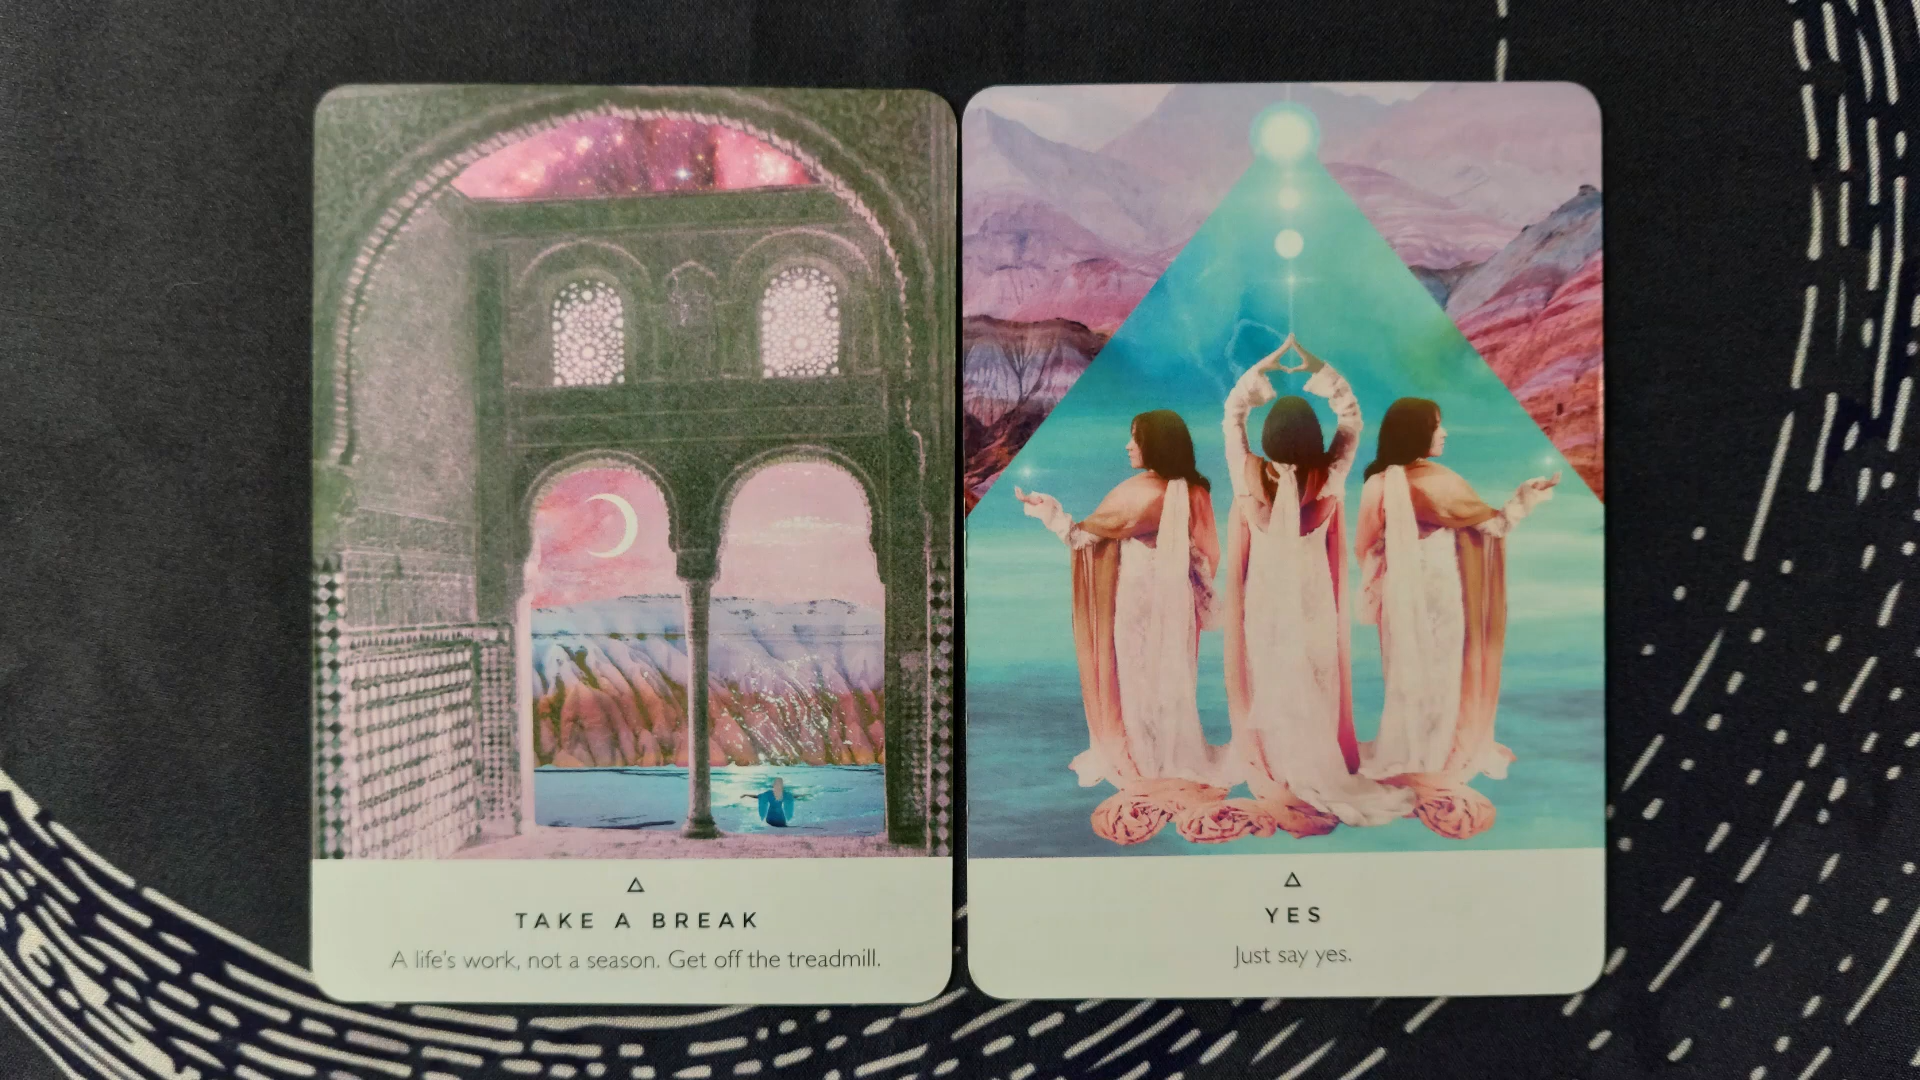 TAKE A BREAK
A life's work, not a season. Get off the treadmill.
YES
Just say yes.